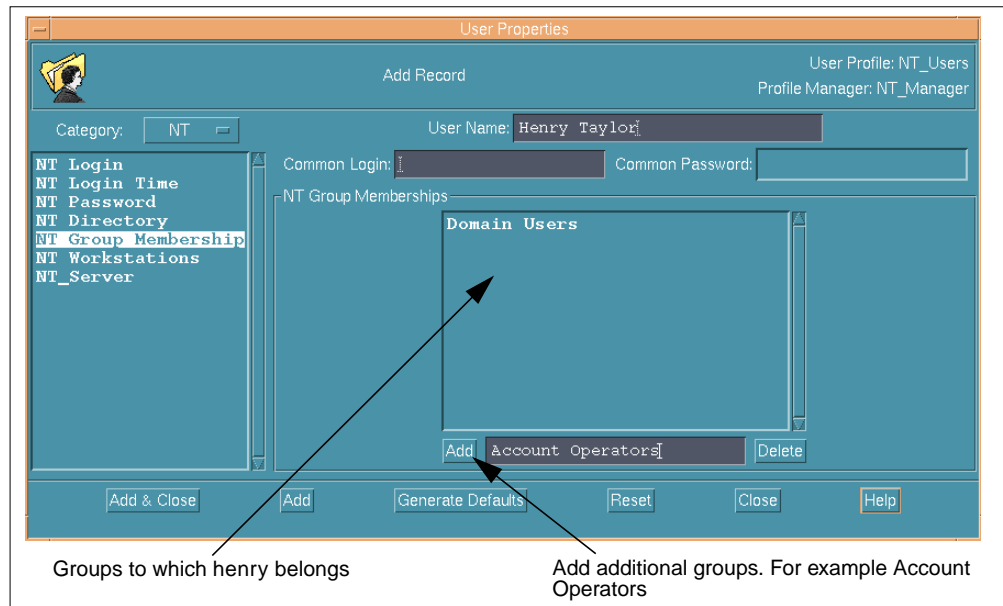 User Properties
Add Record
User Profile: NT_Users
Profile Manager: NT_Manager
Category: NT
User Name: Henry Taylor
Common Login:
Common Password:
NT Login
NT Login Time
NT Password
NT Directory
NT Group Membership
NT Workstations
NT_Server
NT Group Memberships
Domain Users
Add Account Operators Delete
Add & Close Add Generate Defaults Reset Close Help
Groups to which henry belongs
Add additional groups. For example Account
Operators